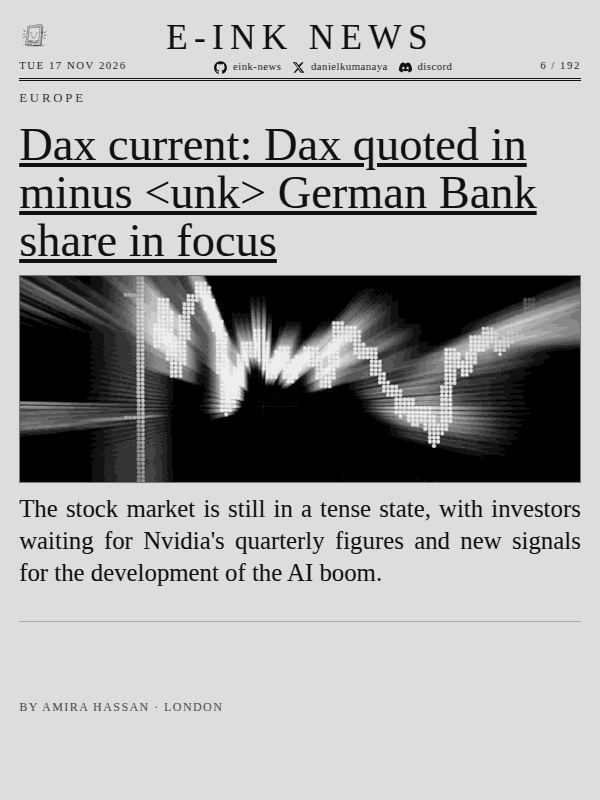 E-INK NEWS
TUE 17 NOV 2026
eink-news danielkumanaya discord
6 / 192
EUROPE
Dax current: Dax quoted in
minus <unk> German Bank
share in focus
The stock market is still in a tense state, with investors
waiting for Nvidia's quarterly figures and new signals
for the development of the AI boom.
BY AMIRA HASSAN · LONDON